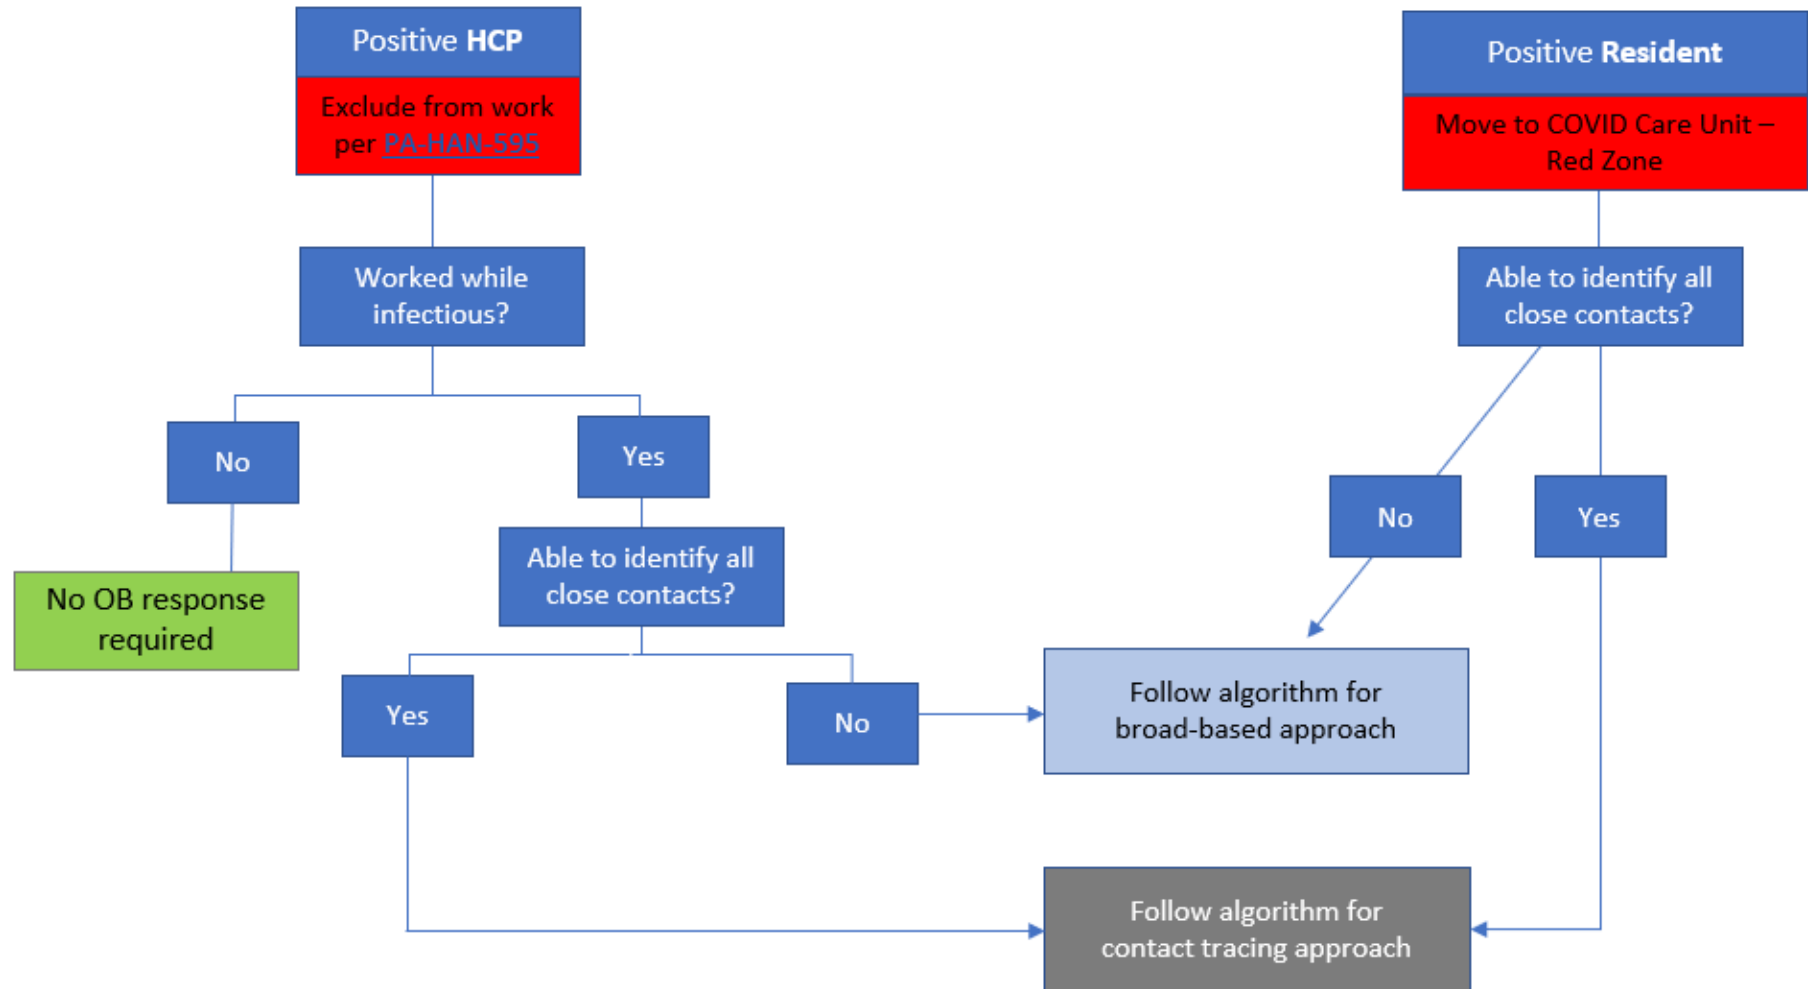 Positive HCP
Exclude from work
per PA-HAN-595
Worked while
infectious?
No
Yes
No OB response
required
Able to identify all
close contacts?
Yes
No
Positive Resident
Move to COVID Care Unit –
Red Zone
Able to identify all
close contacts?
No
Yes
Follow algorithm for
broad-based approach
Follow algorithm for
contact tracing approach